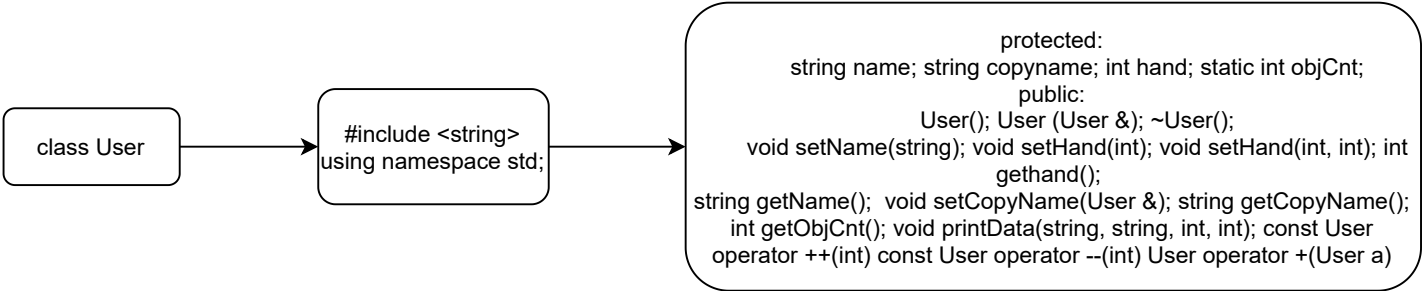 class User
#include <string>
using namespace std;
protected:
string name; string copyname; int hand; static int objCnt;
public:
User(); User (User &); ~User();
void setName(string); void setHand(int); void setHand(int, int); int
gethand();
string getName();  void setCopyName(User &); string getCopyName();
int getObjCnt(); void printData(string, string, int, int); const User
operator ++(int) const User operator --(int) User operator +(User a)